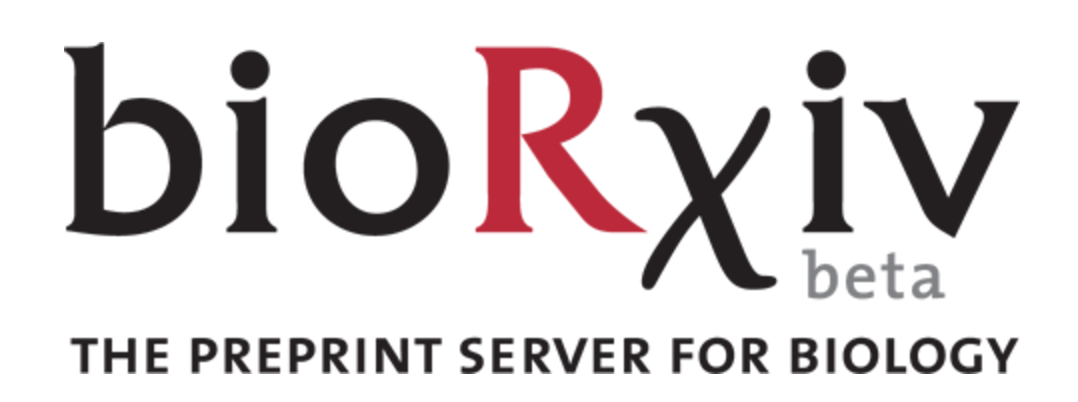 bioRχiv
beta
THE PREPRINT SERVER FOR BIOLOGY